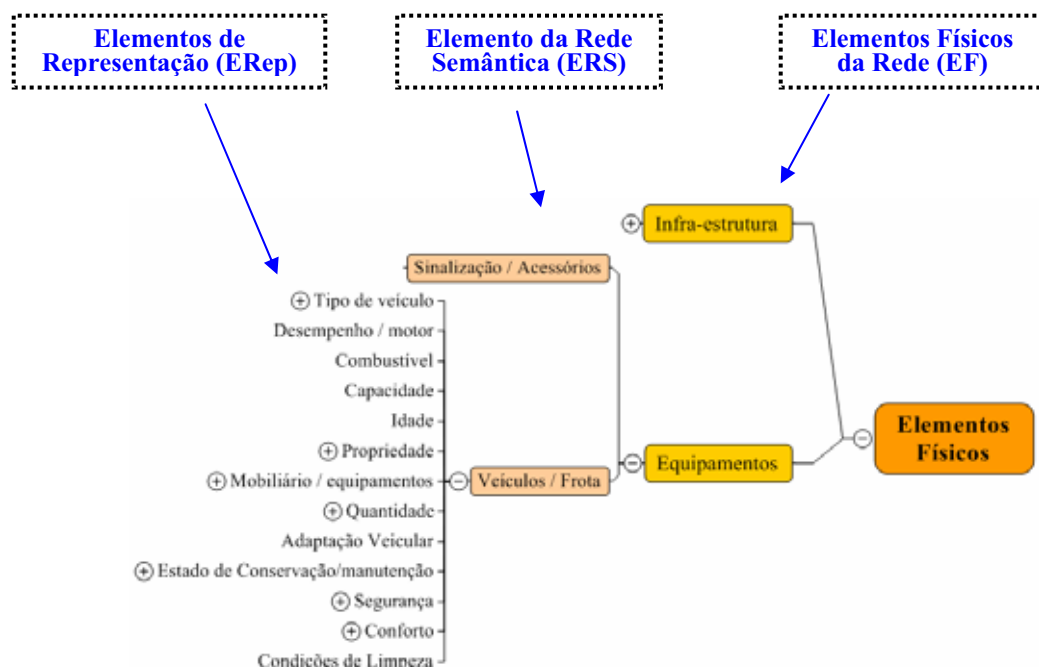 Elementos de
Representação (ERep)
Elemento da Rede
Semântica (ERS)
Elementos Físicos
da Rede (EF)
Infra-estrutura
Sinalização / Acessórios
Tipo de veículo
Desempenho / motor
Combustível
Capacidade
Idade
Propriedade
Mobiliário / equipamentos
Quantidade
Adaptação Veicular
Estado de Conservação/manutenção
Segurança
Conforto
Condições de Limpeza
Veículos / Frota
Equipamentos
Elementos
Físicos